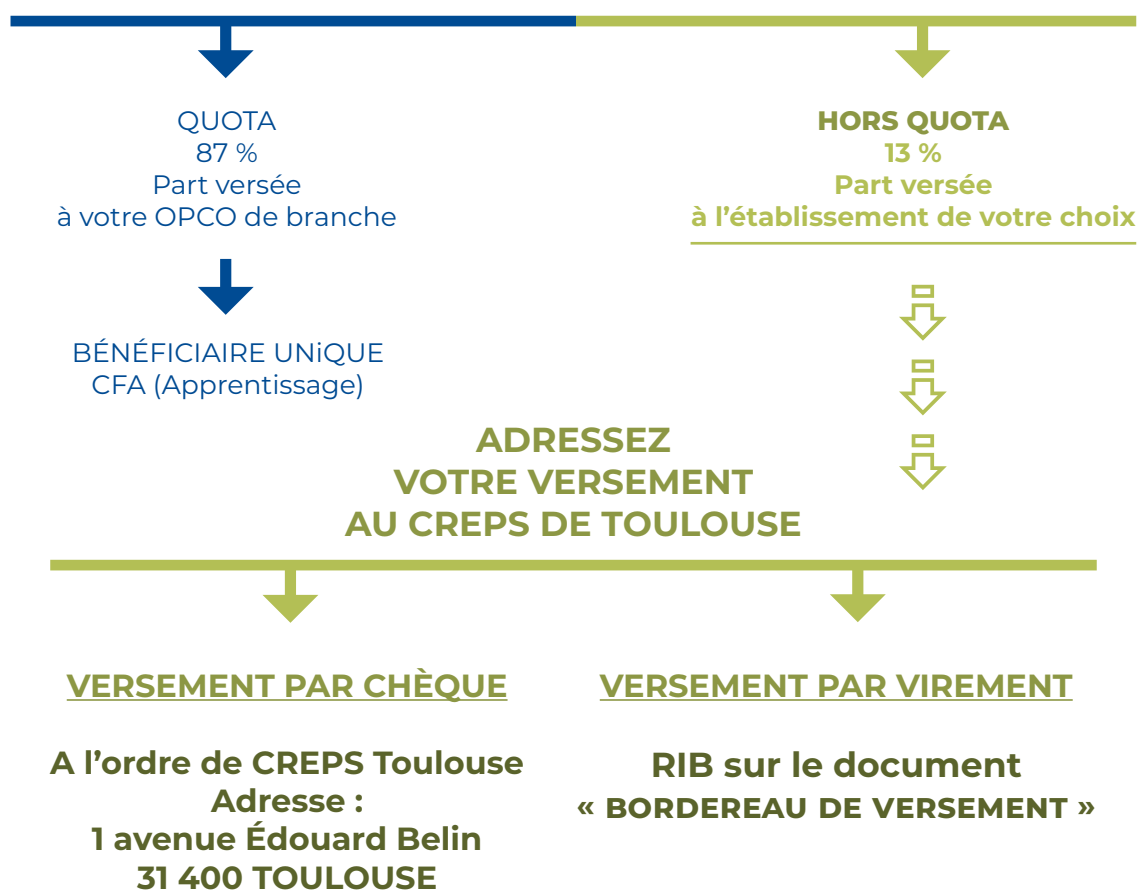 QUOTA
87 %
Part versée
à votre OPCO de branche
BÉNÉFICIAIRE UNiQUE
CFA (Apprentissage)
HORS QUOTA
13 %
Part versée
à l’établissement de votre choix
ADRESSEZ
VOTRE VERSEMENT
AU CREPS DE TOULOUSE
VERSEMENT PAR CHÈQUE
A l’ordre de CREPS Toulouse
Adresse :
1 avenue Édouard Belin
31 400 TOULOUSE
VERSEMENT PAR VIREMENT
RIB sur le document
« BORDEREAU DE VERSEMENT »